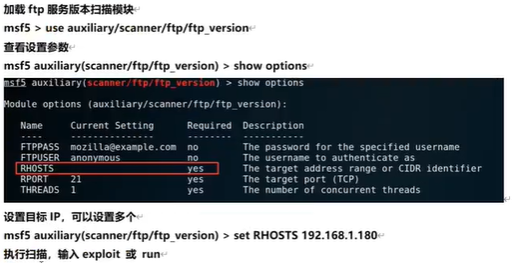 加载 ftp 服务版本扫描模块
msf5 > use auxiliary/scanner/ftp/ftp_version
查看设置参数
msf5 auxiliary(scanner/ftp/ftp_version) > show options
msf5 auxiliary(scanner/ftp/ftp_version) > show options
Module options (auxiliary/scanner/ftp/ftp_version):
Name Current Setting Required Description
---- --------------- -------- -----------
FTPPASS mozilla@example.com no The password for the specified username
FTPUSER anonymous no The username to authenticate as
RHOSTS yes The target address range or CIDR identifier
RPORT 21 yes The target port (TCP)
THREADS 1 yes The number of concurrent threads
设置目标 IP，可以设置多个
msf5 auxiliary(scanner/ftp/ftp_version) > set RHOSTS 192.168.1.180
执行扫描，输入 exploit 或 run